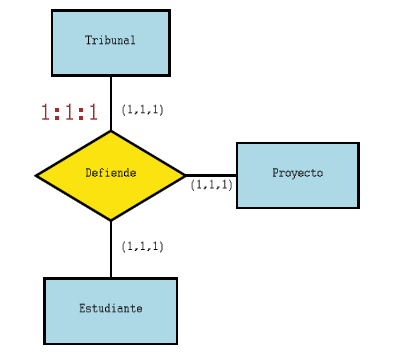 Tribunal
1:1:1
(1,1,1)
Defiende
(1,1,1)
Proyecto
(1,1,1)
Estudiante